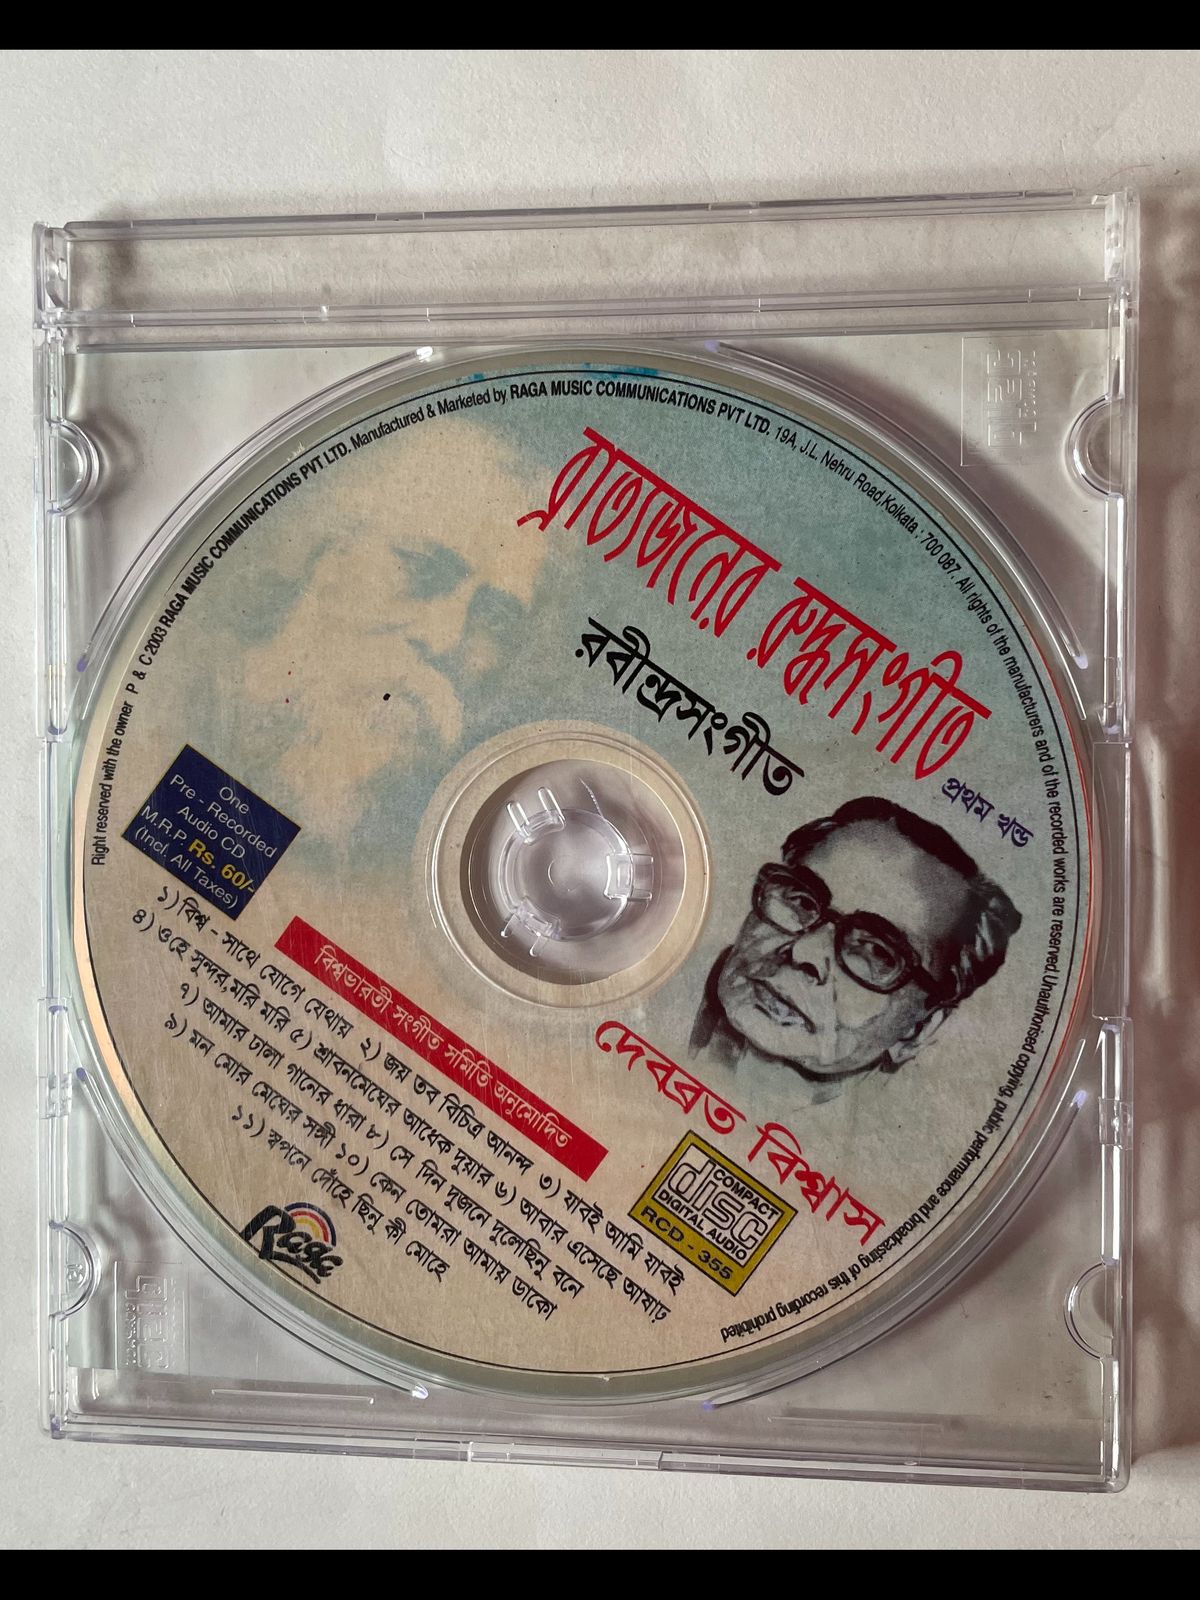 Right reserved with the owner P & C 2003 RAGA MUSIC COMMUNICATIONS PVT LTD. Manufactured & Marketed by RAGA MUSIC COMMUNICATIONS PVT LTD. 19A, J.L. Nehru Road,Kolkata : 700 087. All rights of the manufacturers and of the recorded works are reserved. Unauthorised copying, public performance and broadcasting of this recording prohibited
ব্রাত্যজনের রুদ্ধসংগীত
রবীন্দ্রসংগীত
প্রথম খন্ড
One
Pre - Recorded
Audio CD
M.R.P. Rs. 60/-
(Incl. All Taxes)
দেবব্রত বিশ্বাস
বিশ্বভারতী সংগীত সমিতি অনুমোদিত
১) বিশ্ব - সাথে যোগে যেথায় ২) জয় তব বিচিত্র আনন্দ ৩) যাবই আমি যাবই
৪) ওহে সুন্দর,মরি মরি ৫) শ্রাবনমেঘের আধেক দুয়ার ৬) আবার এসেছে আষাঢ়
৭) আমার ঢালা গানের ধারা ৮) সে দিন দুজনে দুলেছিনু বনে
৯) মন মোর মেঘের সঙ্গী ১০) কেন তোমরা আমায় ডাকো
১১) স্বপনে দোঁহে ছিনু কী মোহে
COMPACT
disc
DIGITAL AUDIO
RCD - 355
Raga